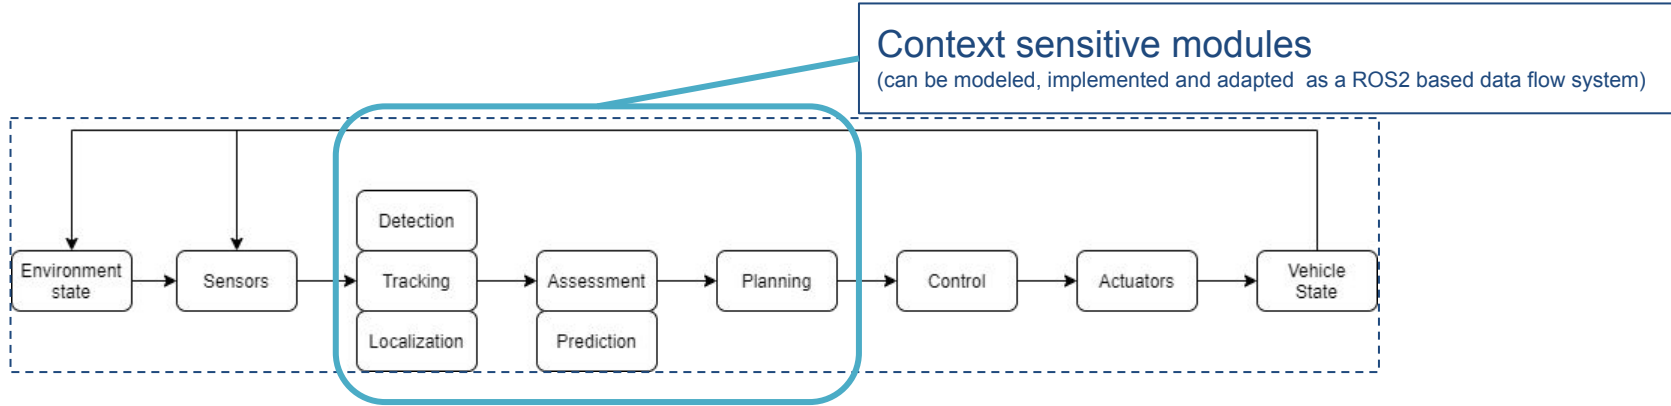 Context sensitive modules
(can be modeled, implemented and adapted as a ROS2 based data flow system)
Detection
Environment
state
Sensors
Tracking
Assessment
Planning
Control
Actuators
Vehicle
State
Localization
Prediction